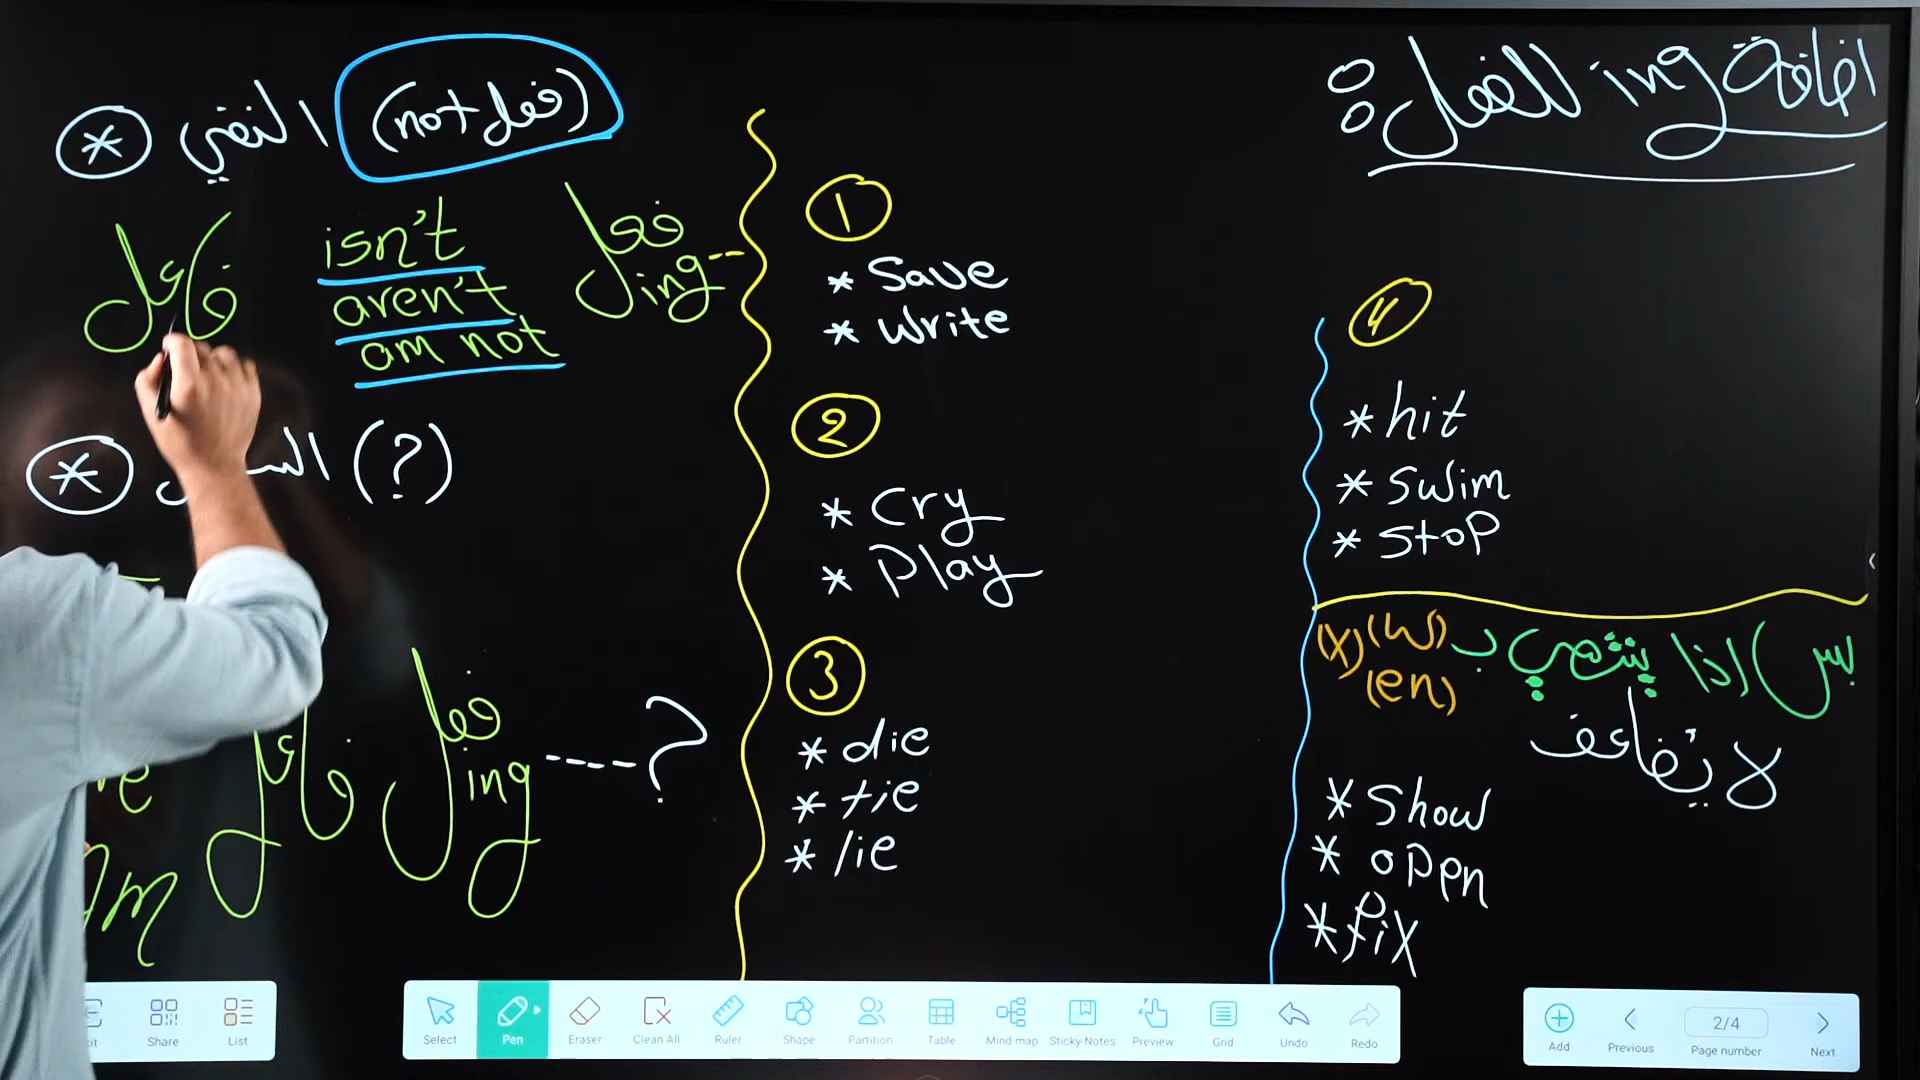 اضافة ing للفعل :
* النفي (not فعل)
فاعل isn't فعل
aren't ing --
am not
* (?)
فاعل فعل
ing ----?
am
1
* Save
* write
2
* Cry
* Play
3
* die
* tie
* lie
4
* hit
* swim
* stop
بس اذا ينتهي ب (w) (x)
(en)
لا يُضاعف
* Show
* open
* fix
Share
List
Select
Pen
Eraser
Clean All
Ruler
Shape
Partition
Table
Mind map
Sticky-Notes
Preview
Grid
Undo
Redo
Add
Previous
2/4
Page number
Next